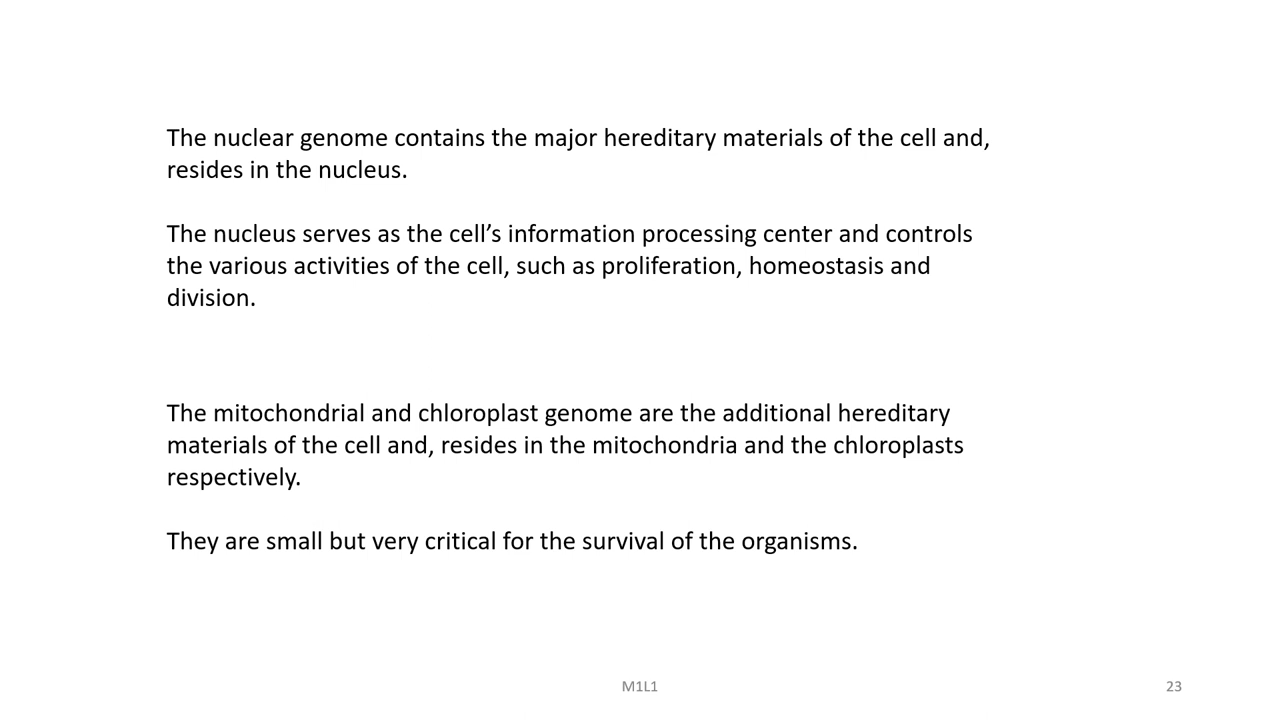 The nuclear genome contains the major hereditary materials of the cell and,
resides in the nucleus.
The nucleus serves as the cell’s information processing center and controls
the various activities of the cell, such as proliferation, homeostasis and
division.
The mitochondrial and chloroplast genome are the additional hereditary
materials of the cell and, resides in the mitochondria and the chloroplasts
respectively.
They are small but very critical for the survival of the organisms.
M1L1
23